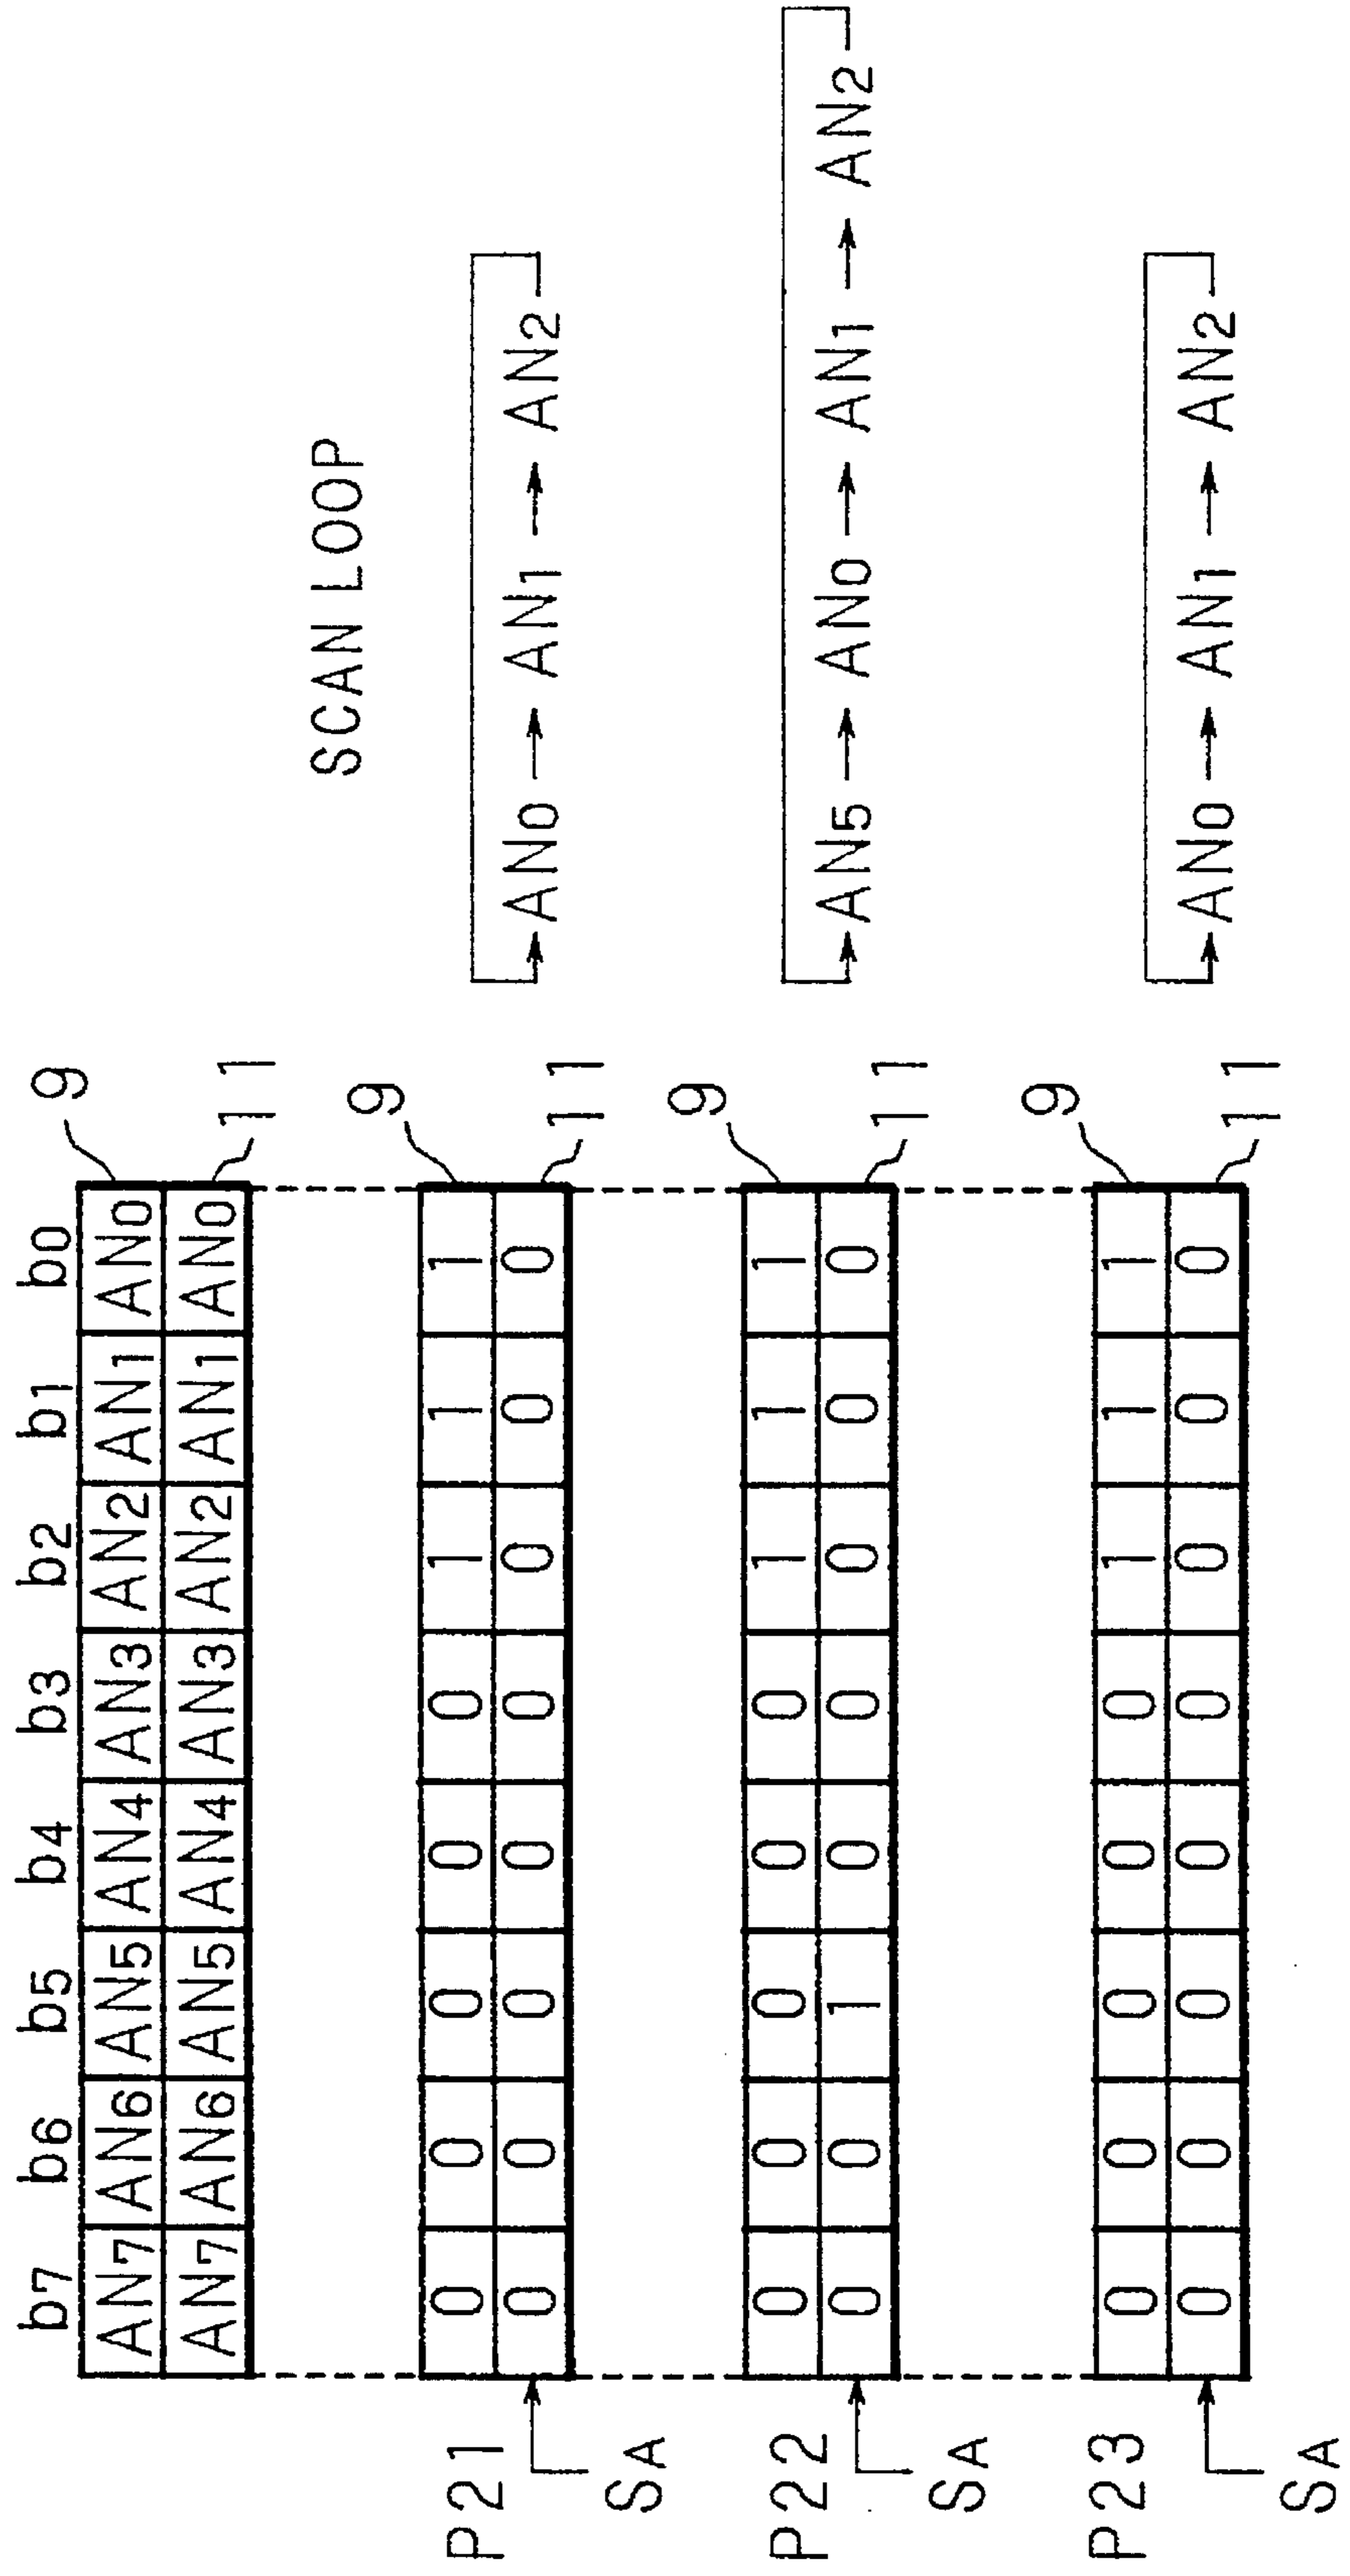 b7 b6 b5 b4 b3 b2 b1 b0
AN7 AN6 AN5 AN4 AN3 AN2 AN1 AN0 9
AN7 AN6 AN5 AN4 AN3 AN2 AN1 AN0 11
SCAN LOOP
P21 0 0 0 0 0 1 1 1 9
SA 0 0 0 0 0 0 0 0 11
AN0 → AN1 → AN2
P22 0 0 0 0 0 1 1 1 9
SA 0 0 1 0 0 0 0 0 11
AN5 → AN0 → AN1 → AN2
P23 0 0 0 0 0 1 1 1 9
SA 0 0 0 0 0 0 0 0 11
AN0 → AN1 → AN2